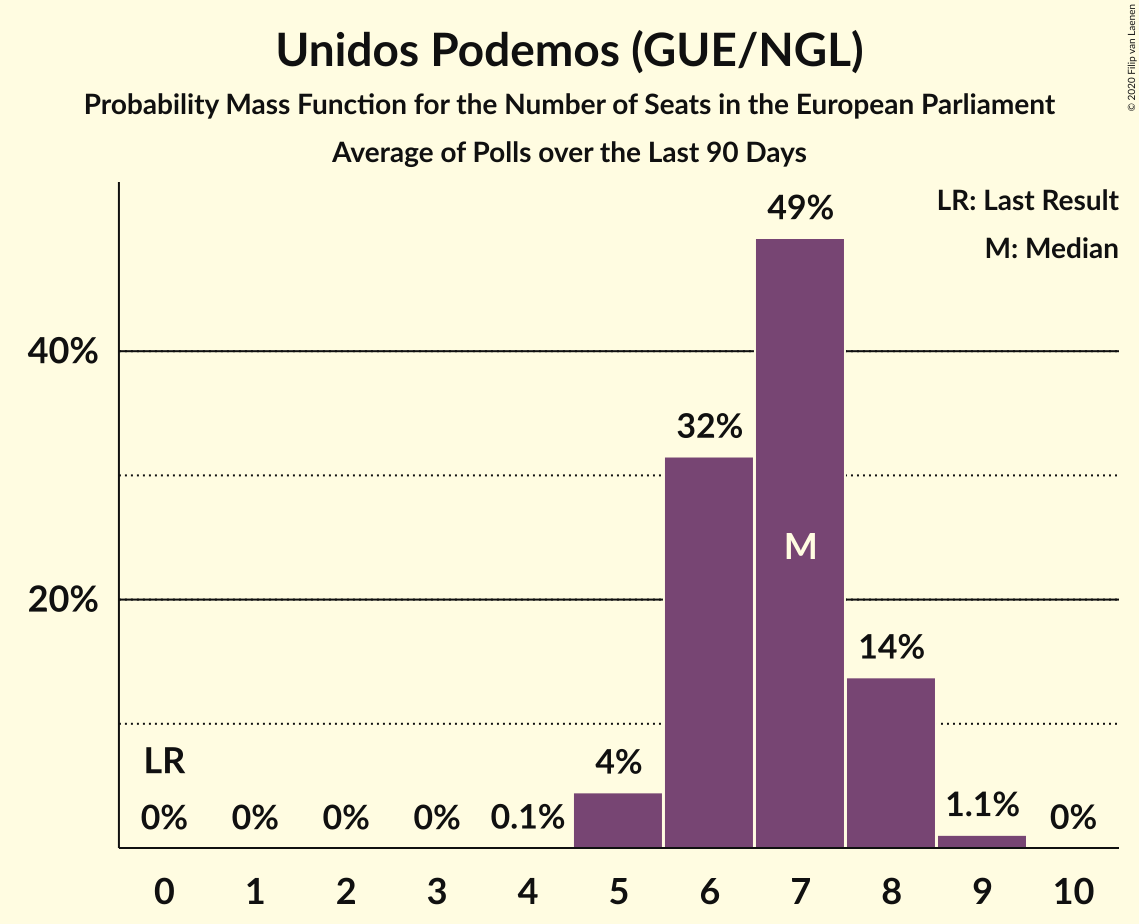 Unidos Podemos (GUE/NGL)
Probability Mass Function for the Number of Seats in the European Parliament
Average of Polls over the Last 90 Days
© 2020 Filip van Laenen
LR: Last Result
M: Median
49%
40%
32%
M
20%
14%
LR
4%
0% 0% 0% 0% 0.1% 1.1% 0%
0 1 2 3 4 5 6 7 8 9 10